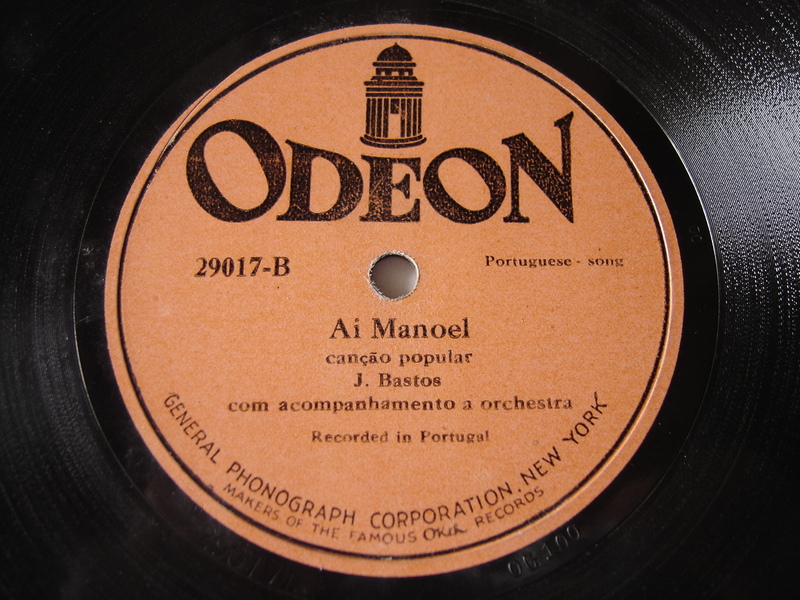 ODEON
29017-B
Portuguese - song
Ai Manoel
canção popular
J. Bastos
com acompanhamento a orchestra
Recorded in Portugal
GENERAL PHONOGRAPH CORPORATION, NEW YORK
MAKERS OF THE FAMOUS OKeh RECORDS